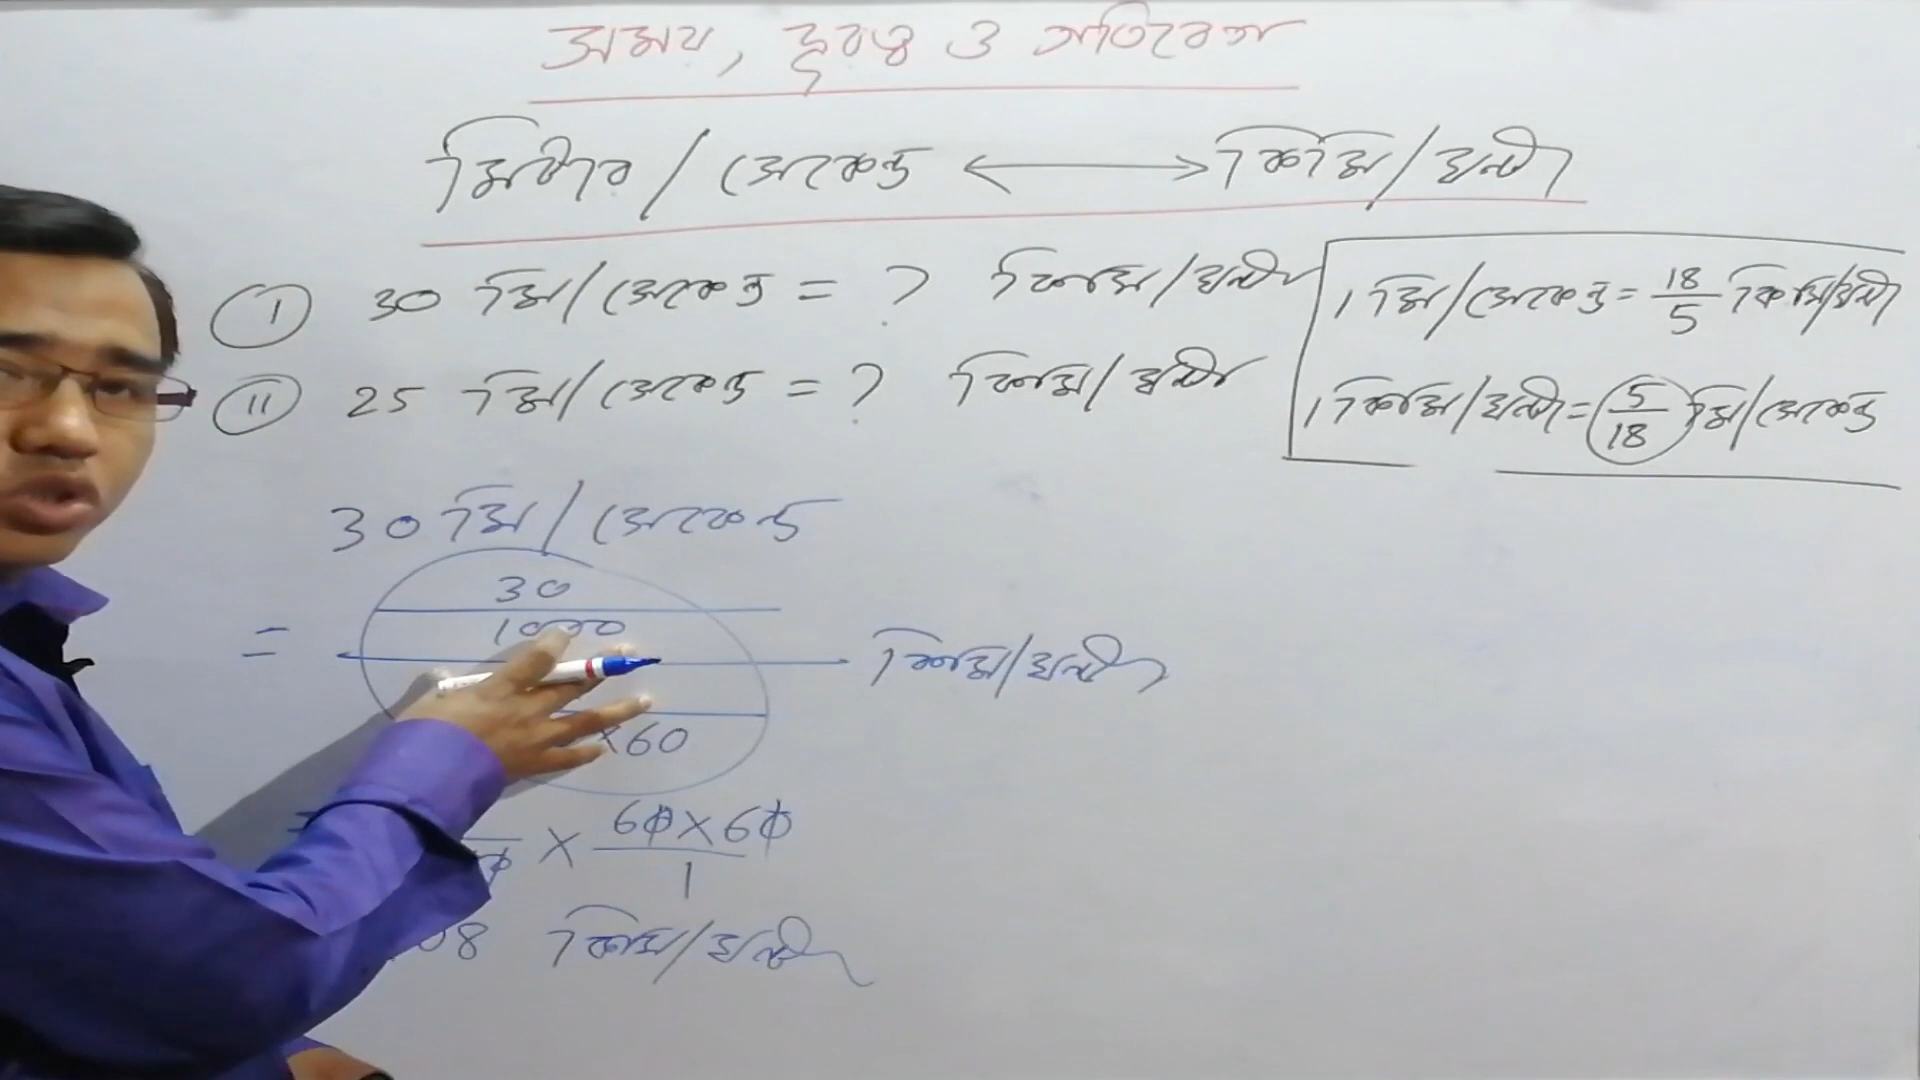 সময়, দূরত্ব ও গতিবেগ
মিটার / সেকেন্ড ⟷ কিমি / ঘন্টা
(i) 30 মি/সেকেন্ড = ? কিমি/ঘন্টা
(ii) 25 মি/সেকেন্ড = ? কিমি/ঘন্টা
1 মি/সেকেন্ড = 18/5 কিমি/ঘন্টা
1 কিমি/ঘন্টা = 5/18 মি/সেকেন্ড
30 মি/সেকেন্ড
30
1000
= কিমি/ঘন্টা
×60
× 60×60
1
08 কিমি/ঘন্টা